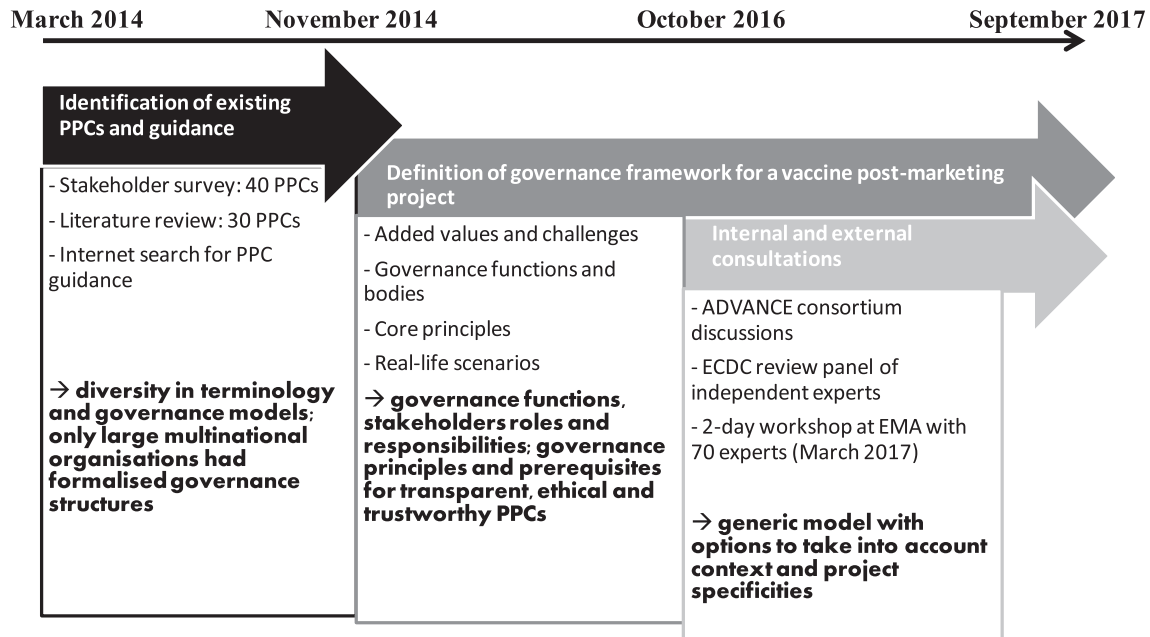 March 2014 November 2014 October 2016 September 2017
Identification of existing
PPCs and guidance
- Stakeholder survey: 40 PPCs
- Literature review: 30 PPCs
- Internet search for PPC
guidance
→ diversity in terminology
and governance models;
only large multinational
organisations had
formalised governance
structures
Definition of governance framework for a vaccine post-marketing
project
- Added values and challenges
- Governance functions and
bodies
- Core principles
- Real-life scenarios
→ governance functions,
stakeholders roles and
responsibilities; governance
principles and prerequisites
for transparent, ethical and
trustworthy PPCs
Internal and external
consultations
- ADVANCE consortium
discussions
- ECDC review panel of
independent experts
- 2-day workshop at EMA with
70 experts (March 2017)
→ generic model with
options to take into account
context and project
specificities